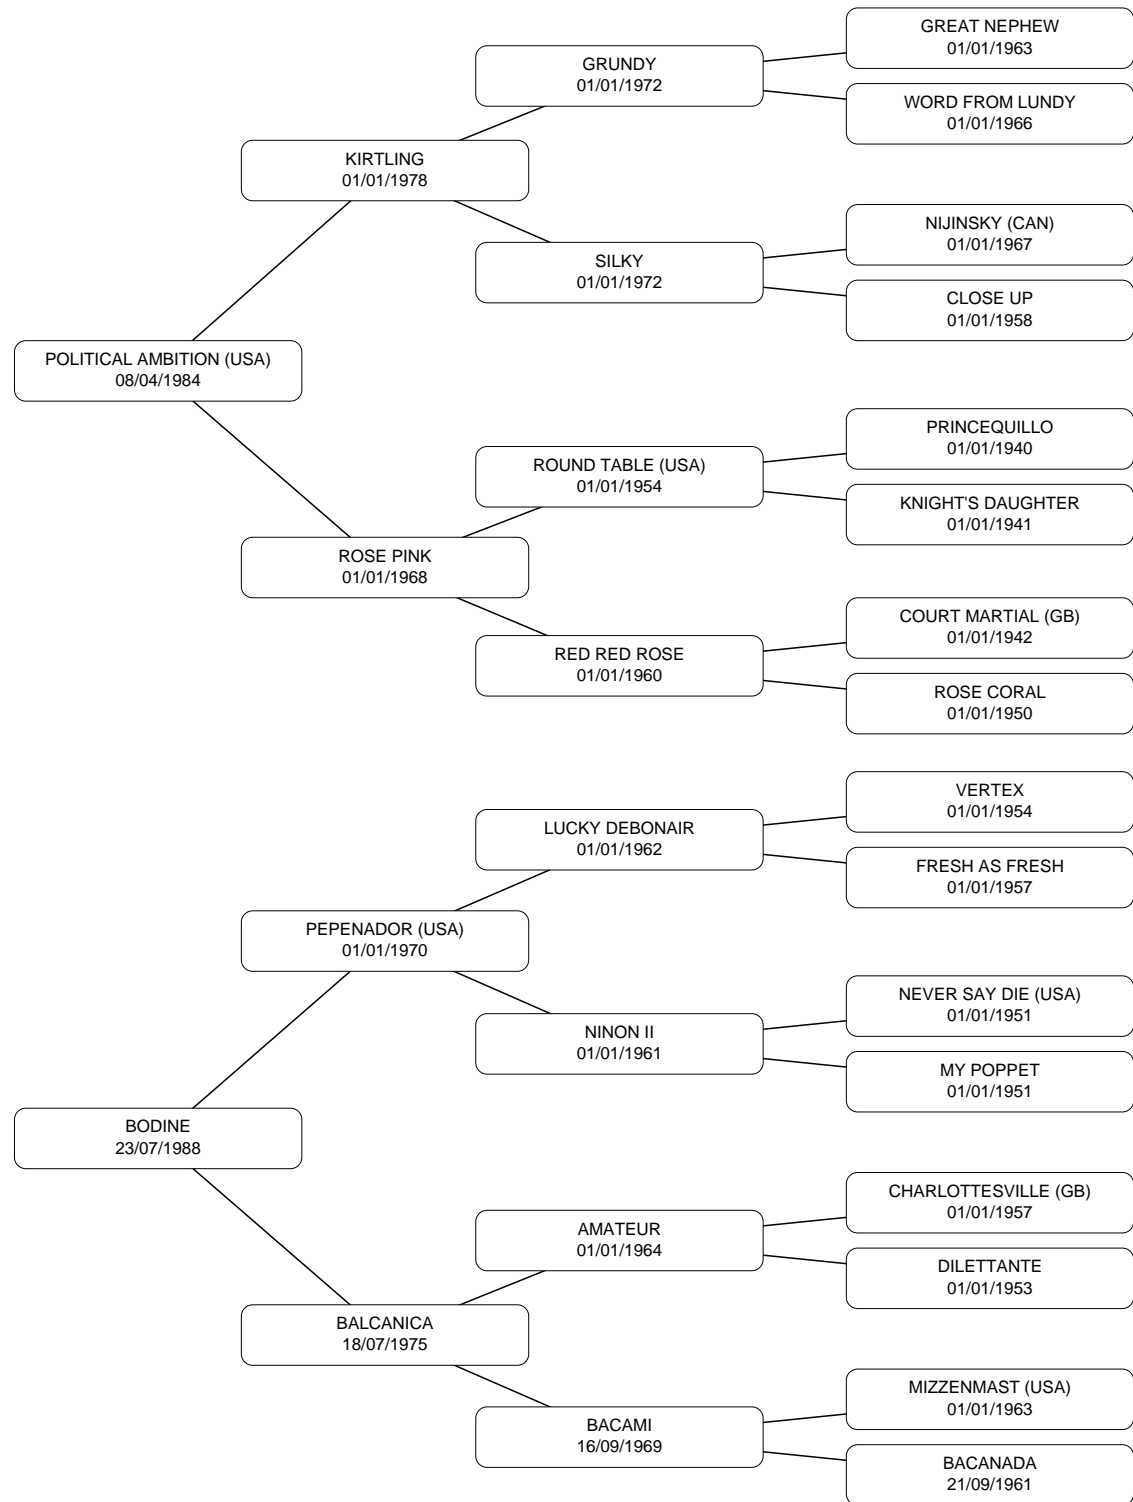 GREAT NEPHEW
01/01/1963
GRUNDY
01/01/1972
WORD FROM LUNDY
01/01/1966
KIRTLING
01/01/1978
NIJINSKY (CAN)
01/01/1967
SILKY
01/01/1972
CLOSE UP
01/01/1958
POLITICAL AMBITION (USA)
08/04/1984
PRINCEQUILLO
01/01/1940
ROUND TABLE (USA)
01/01/1954
KNIGHT'S DAUGHTER
01/01/1941
ROSE PINK
01/01/1968
COURT MARTIAL (GB)
01/01/1942
RED RED ROSE
01/01/1960
ROSE CORAL
01/01/1950
VERTEX
01/01/1954
LUCKY DEBONAIR
01/01/1962
FRESH AS FRESH
01/01/1957
PEPENADOR (USA)
01/01/1970
NEVER SAY DIE (USA)
01/01/1951
NINON II
01/01/1961
MY POPPET
01/01/1951
BODINE
23/07/1988
CHARLOTTESVILLE (GB)
01/01/1957
AMATEUR
01/01/1964
DILETTANTE
01/01/1953
BALCANICA
18/07/1975
MIZZENMAST (USA)
01/01/1963
BACAMI
16/09/1969
BACANADA
21/09/1961